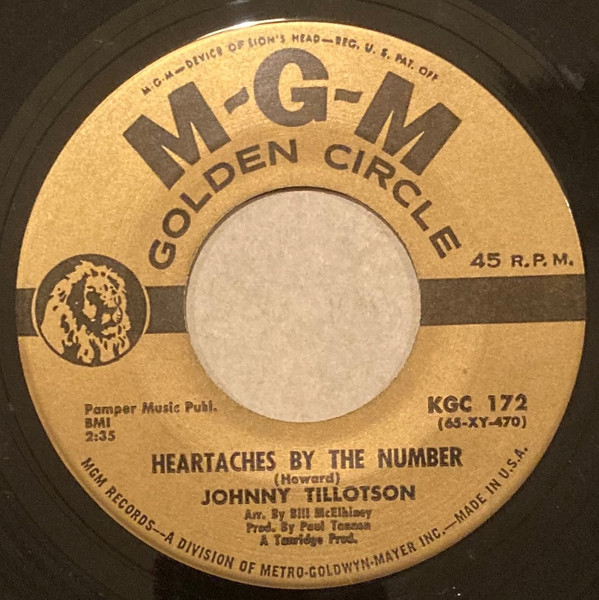 M-G-M—DEVICE OF LION'S HEAD—REG. U. S. PAT. OFF
M-G-M
GOLDEN CIRCLE
45 R.P.M.
Pamper Music Publ.
BMI
2:35
KGC 172
(65-XY-470)
HEARTACHES BY THE NUMBER
(Howard)
JOHNNY TILLOTSON
Arr. By Bill McElhiney
Prod. By Paul Tannen
A Tanridge Prod.
MGM RECORDS—A DIVISION OF METRO-GOLDWYN-MAYER INC.—MADE IN U.S.A.